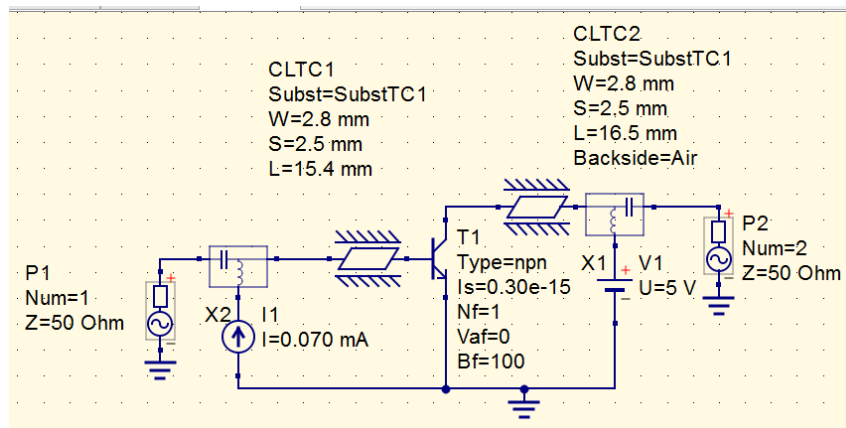 CLTC1
Subst=SubstTC1
W=2.8 mm
S=2.5 mm
L=15.4 mm
CLTC2
Subst=SubstTC1
W=2.8 mm
S=2.5 mm
L=16.5 mm
Backside=Air
P1
Num=1
Z=50 Ohm
X2
I1
I=0.070 mA
T1
Type=npn
Is=0.30e-15
Nf=1
Vaf=0
Bf=100
X1
V1
U=5 V
P2
Num=2
Z=50 Ohm